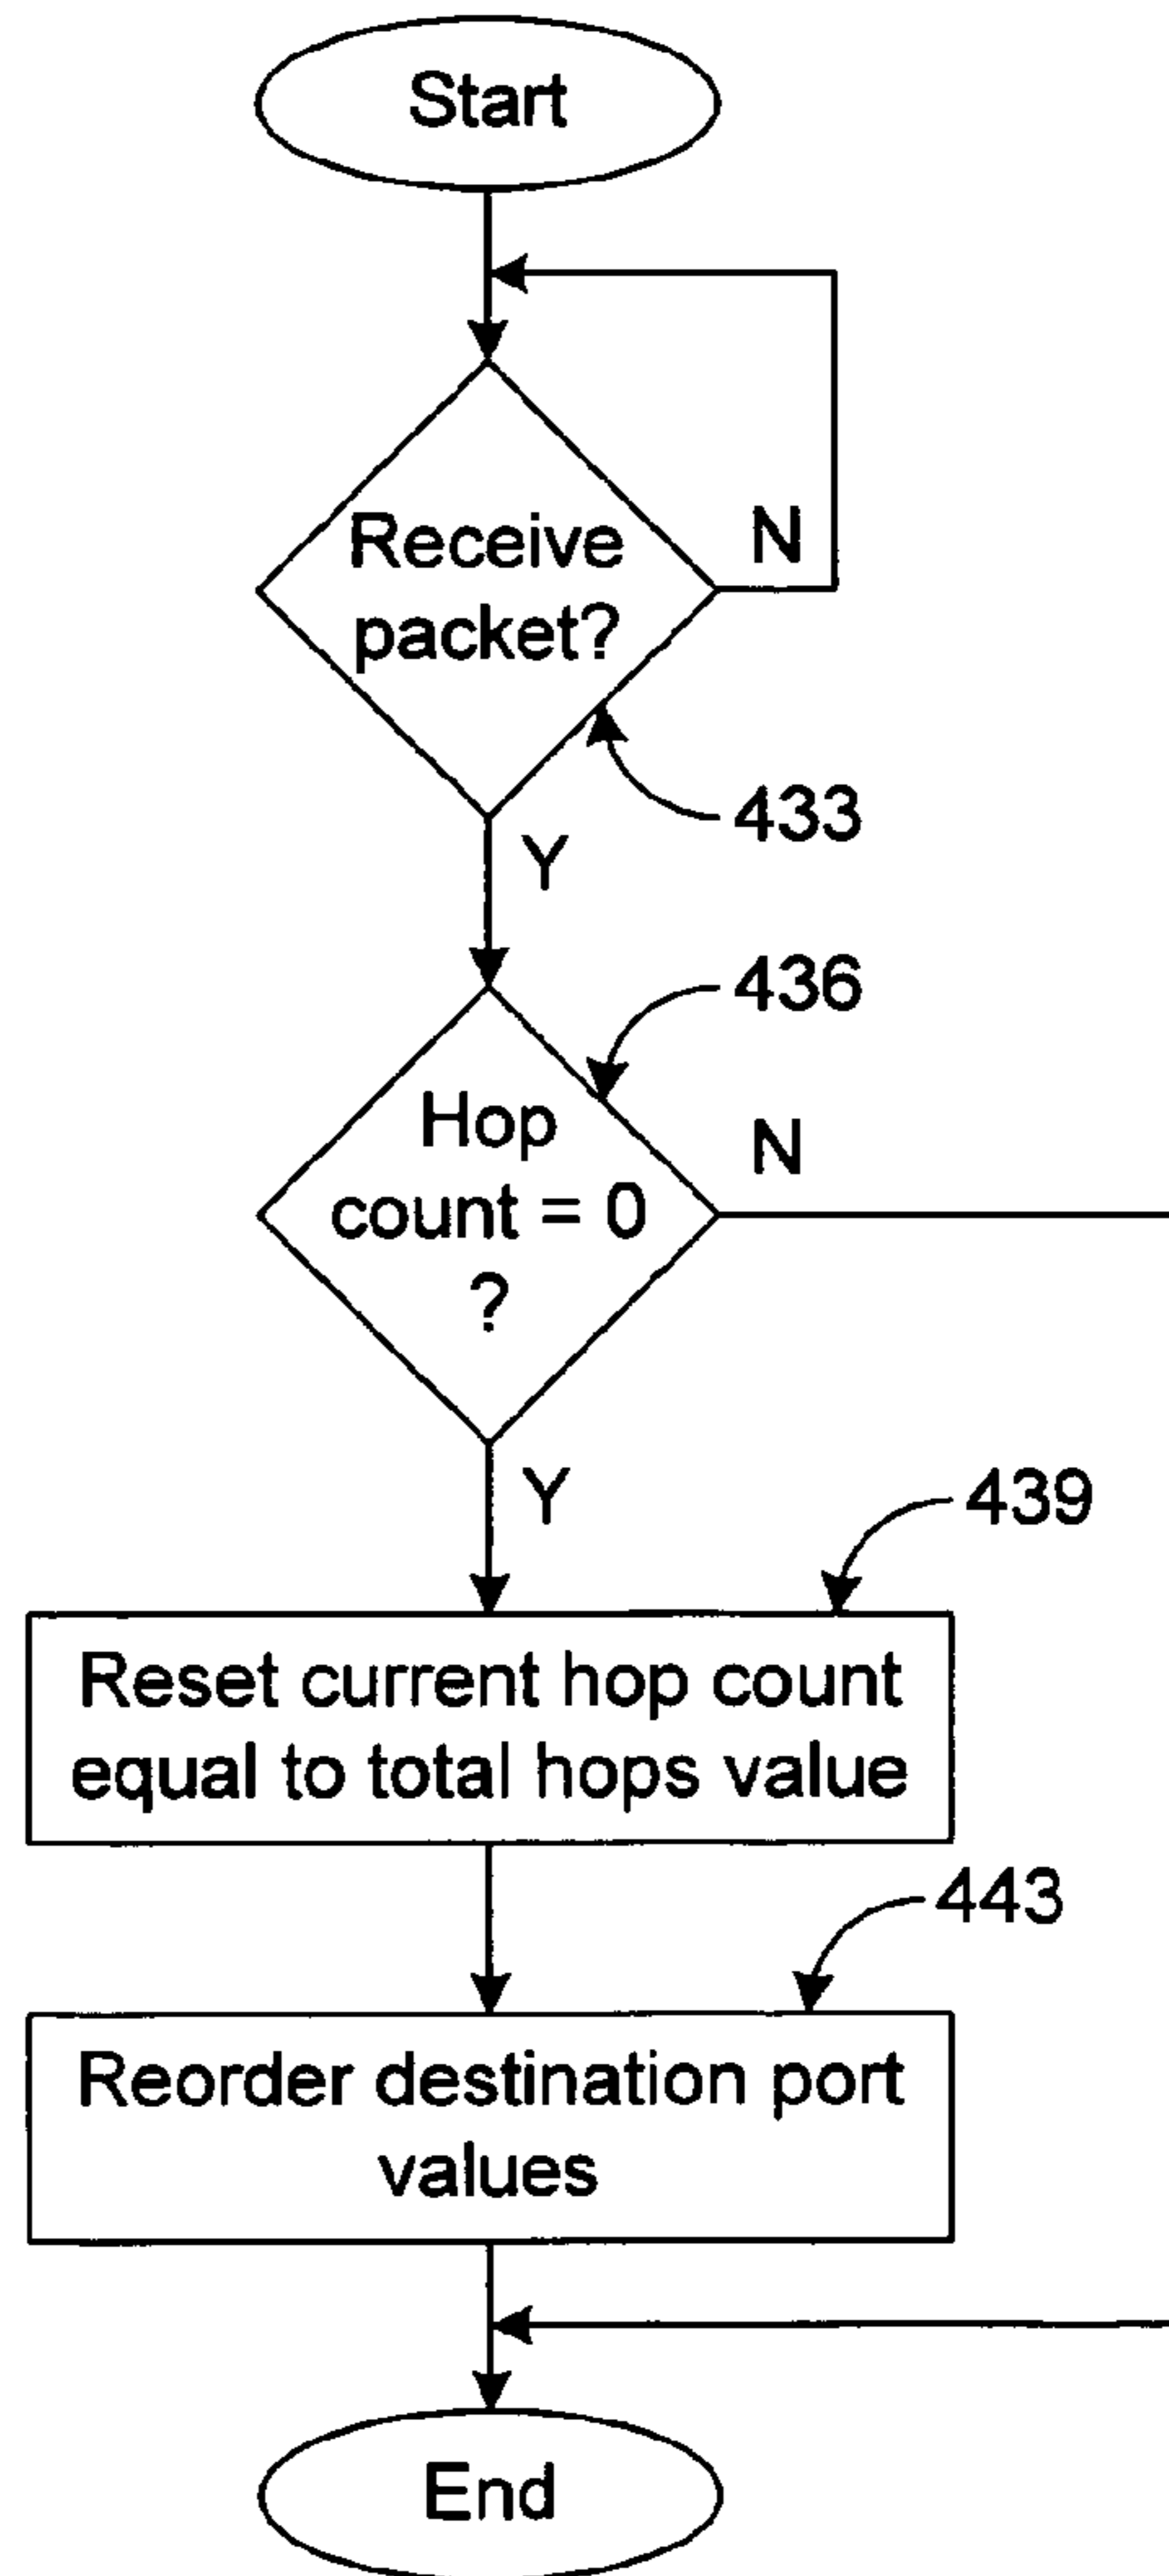 Start
Receive
packet?
N
433
Y
436
Hop
count = 0
?
N
Y
439
Reset current hop count
equal to total hops value
443
Reorder destination port
values
End